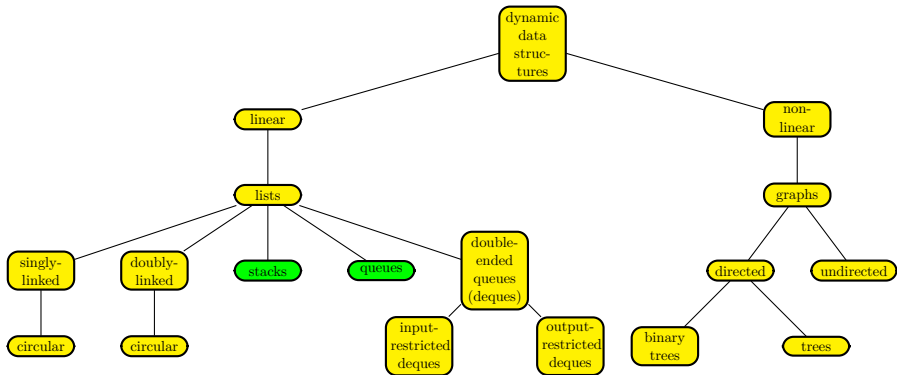 dynamic
data
struc-
tures
linear
non-
linear
lists
graphs
singly-
linked
doubly-
linked
stacks
queues
double-
ended
queues
(deques)
directed
undirected
circular
circular
input-
restricted
deques
output-
restricted
deques
binary
trees
trees